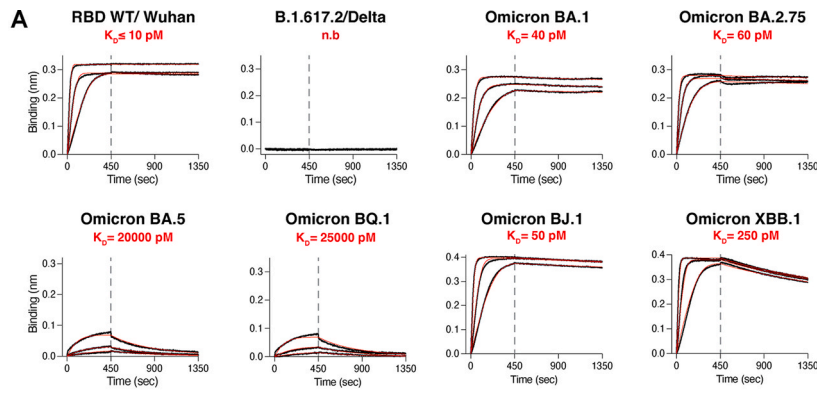 A
RBD WT/ Wuhan
K_D≤ 10 pM
Binding (nm)
0.3
0.2
0.1
0.0
0 450 900 1350
Time (sec)
B.1.617.2/Delta
n.b
0.3
0.2
0.1
0.0
0 450 900 1350
Time (sec)
Omicron BA.1
K_D= 40 pM
0.3
0.2
0.1
0.0
0 450 900 1350
Time (sec)
Omicron BA.2.75
K_D= 60 pM
0.3
0.2
0.1
0.0
0 450 900 1350
Time (sec)
Omicron BA.5
K_D= 20000 pM
Binding (nm)
0.3
0.2
0.1
0.0
0 450 900 1350
Time (sec)
Omicron BQ.1
K_D= 25000 pM
0.3
0.2
0.1
0.0
0 450 900 1350
Time (sec)
Omicron BJ.1
K_D= 50 pM
0.4
0.3
0.2
0.1
0.0
0 450 900 1350
Time (sec)
Omicron XBB.1
K_D= 250 pM
0.4
0.3
0.2
0.1
0.0
0 450 900 1350
Time (sec)